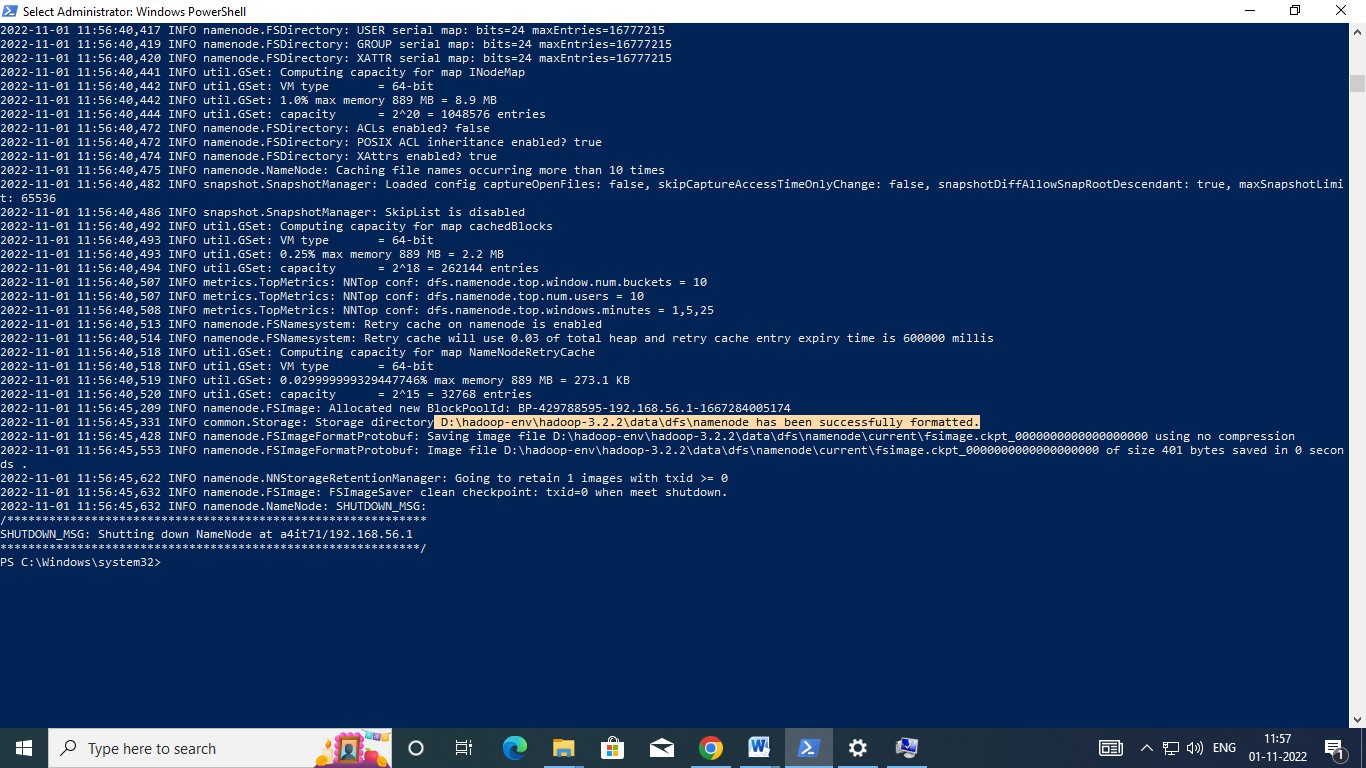 Select Administrator: Windows PowerShell
2022-11-01 11:56:40,417 INFO namenode.FSDirectory: USER serial map: bits=24 maxEntries=16777215
2022-11-01 11:56:40,419 INFO namenode.FSDirectory: GROUP serial map: bits=24 maxEntries=16777215
2022-11-01 11:56:40,420 INFO namenode.FSDirectory: XATTR serial map: bits=24 maxEntries=16777215
2022-11-01 11:56:40,441 INFO util.GSet: Computing capacity for map INodeMap
2022-11-01 11:56:40,442 INFO util.GSet: VM type       = 64-bit
2022-11-01 11:56:40,442 INFO util.GSet: 1.0% max memory 889 MB = 8.9 MB
2022-11-01 11:56:40,444 INFO util.GSet: capacity      = 2^20 = 1048576 entries
2022-11-01 11:56:40,472 INFO namenode.FSDirectory: ACLs enabled? false
2022-11-01 11:56:40,472 INFO namenode.FSDirectory: POSIX ACL inheritance enabled? true
2022-11-01 11:56:40,474 INFO namenode.FSDirectory: XAttrs enabled? true
2022-11-01 11:56:40,475 INFO namenode.NameNode: Caching file names occurring more than 10 times
2022-11-01 11:56:40,482 INFO snapshot.SnapshotManager: Loaded config captureOpenFiles: false, skipCaptureAccessTimeOnlyChange: false, snapshotDiffAllowSnapRootDescendant: true, maxSnapshotLimi
t: 65536
2022-11-01 11:56:40,486 INFO snapshot.SnapshotManager: SkipList is disabled
2022-11-01 11:56:40,492 INFO util.GSet: Computing capacity for map cachedBlocks
2022-11-01 11:56:40,493 INFO util.GSet: VM type       = 64-bit
2022-11-01 11:56:40,493 INFO util.GSet: 0.25% max memory 889 MB = 2.2 MB
2022-11-01 11:56:40,494 INFO util.GSet: capacity      = 2^18 = 262144 entries
2022-11-01 11:56:40,507 INFO metrics.TopMetrics: NNTop conf: dfs.namenode.top.window.num.buckets = 10
2022-11-01 11:56:40,507 INFO metrics.TopMetrics: NNTop conf: dfs.namenode.top.num.users = 10
2022-11-01 11:56:40,508 INFO metrics.TopMetrics: NNTop conf: dfs.namenode.top.windows.minutes = 1,5,25
2022-11-01 11:56:40,513 INFO namenode.FSNamesystem: Retry cache on namenode is enabled
2022-11-01 11:56:40,514 INFO namenode.FSNamesystem: Retry cache will use 0.03 of total heap and retry cache entry expiry time is 600000 millis
2022-11-01 11:56:40,518 INFO util.GSet: Computing capacity for map NameNodeRetryCache
2022-11-01 11:56:40,518 INFO util.GSet: VM type       = 64-bit
2022-11-01 11:56:40,519 INFO util.GSet: 0.029999999329447746% max memory 889 MB = 273.1 KB
2022-11-01 11:56:40,520 INFO util.GSet: capacity      = 2^15 = 32768 entries
2022-11-01 11:56:45,209 INFO namenode.FSImage: Allocated new BlockPoolId: BP-429788595-192.168.56.1-1667284005174
2022-11-01 11:56:45,331 INFO common.Storage: Storage directory D:\hadoop-env\hadoop-3.2.2\data\dfs\namenode has been successfully formatted.
2022-11-01 11:56:45,428 INFO namenode.FSImageFormatProtobuf: Saving image file D:\hadoop-env\hadoop-3.2.2\data\dfs\namenode\current\fsimage.ckpt_0000000000000000000 using no compression
2022-11-01 11:56:45,553 INFO namenode.FSImageFormatProtobuf: Image file D:\hadoop-env\hadoop-3.2.2\data\dfs\namenode\current\fsimage.ckpt_0000000000000000000 of size 401 bytes saved in 0 secon
ds .
2022-11-01 11:56:45,622 INFO namenode.NNStorageRetentionManager: Going to retain 1 images with txid >= 0
2022-11-01 11:56:45,632 INFO namenode.FSImage: FSImageSaver clean checkpoint: txid=0 when meet shutdown.
2022-11-01 11:56:45,632 INFO namenode.NameNode: SHUTDOWN_MSG:
/************************************************************
SHUTDOWN_MSG: Shutting down NameNode at a4it71/192.168.56.1
************************************************************/
PS C:\Windows\system32>
Type here to search
ENG
11:57
01-11-2022
1